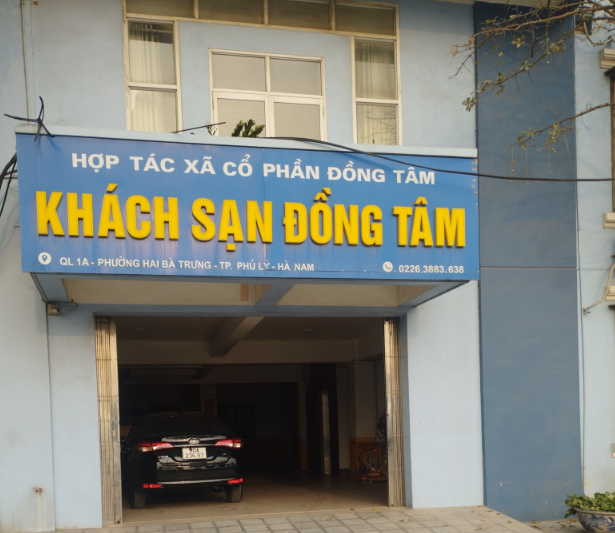 HỢP TÁC XÃ CỔ PHẦN ĐỒNG TÂM
KHÁCH SẠN ĐỒNG TÂM
QL 1A - PHƯỜNG HAI BÀ TRƯNG - TP. PHỦ LÝ - HÀ NAM
0226.3883.638